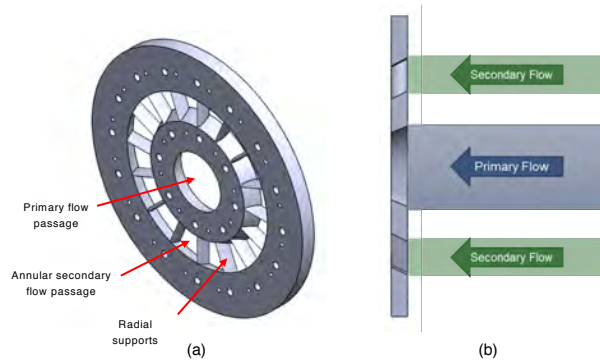 Primary flow
passage
Annular secondary
flow passage
Radial
supports
(a)
Secondary Flow
Primary Flow
Secondary Flow
(b)